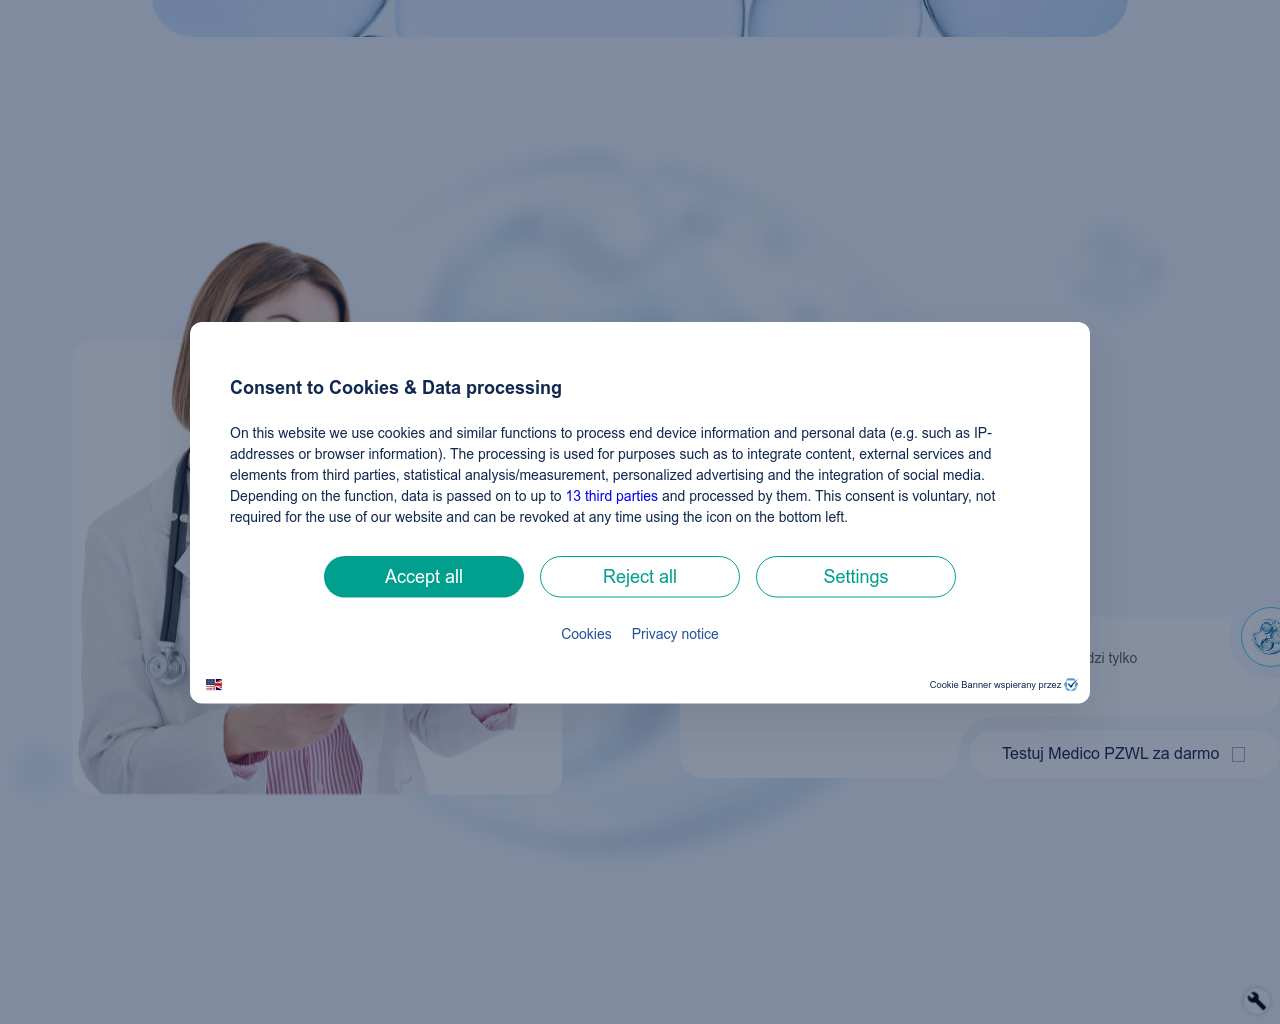 Consent to Cookies & Data processing
On this website we use cookies and similar functions to process end device information and personal data (e.g. such as IP-
addresses or browser information). The processing is used for purposes such as to integrate content, external services and
elements from third parties, statistical analysis/measurement, personalized advertising and the integration of social media.
Depending on the function, data is passed on to up to 13 third parties and processed by them. This consent is voluntary, not
required for the use of our website and can be revoked at any time using the icon on the bottom left.
Accept all
Reject all
Settings
Cookies
Privacy notice
tylko
Cookie Banner wspierany przez
Testuj Medico PZWL za darmo